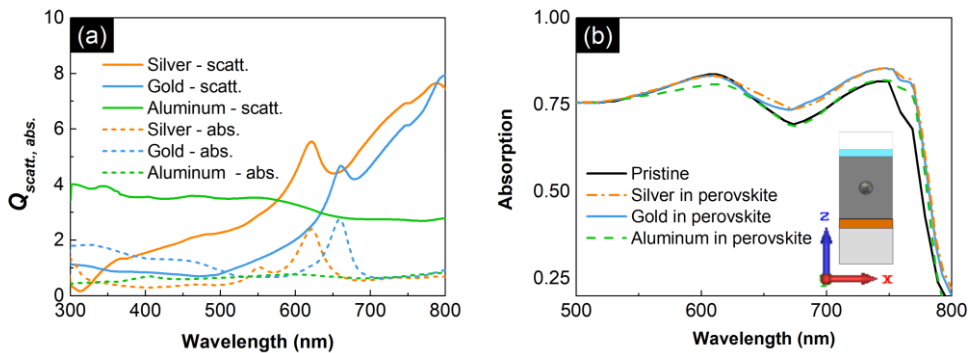 (a)
10
8
6
4
2
0
Q scatt., abs.
Silver - scatt.
Gold - scatt.
Aluminum - scatt.
Silver - abs.
Gold - abs.
Aluminum - abs.
300 400 500 600 700 800
Wavelength (nm)
(b)
1.00
0.75
0.50
0.25
Absorption
Pristine
Silver in perovskite
Gold in perovskite
Aluminum in perovskite
z
x
500 600 700 800
Wavelength (nm)